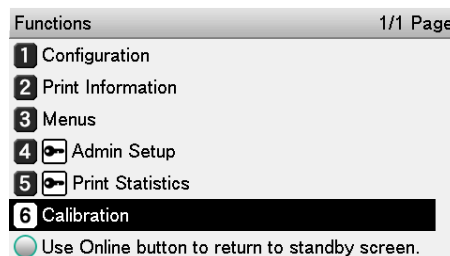 Functions 1/1 Page
1 Configuration
2 Print Information
3 Menus
4 Admin Setup
5 Print Statistics
6 Calibration
Use Online button to return to standby screen.